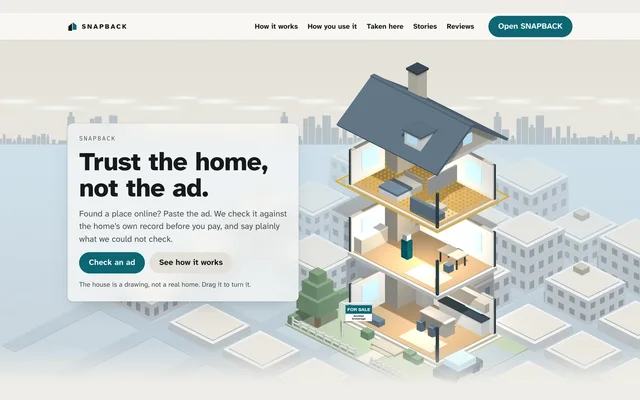 SNAPBACK
How it works
How you use it
Taken here
Stories
Reviews
Open SNAPBACK
SNAPBACK
Trust the home,
not the ad.
Found a place online? Paste the ad. We check it against
the home's own record before you pay, and say plainly
what we could not check.
Check an ad
See how it works
The house is a drawing, not a real home. Drag it to turn it.
FOR SALE